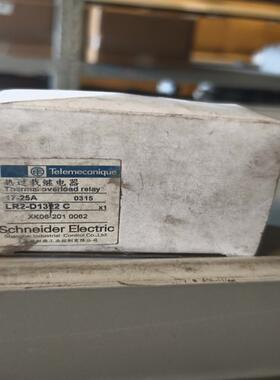 Telemecanique
热过载继电器
Thermal overload relay
17-25A 0315
LR2-D1322 C x1
XK06-201 0062
Schneider Electric
Shanghai Industrial Control Co.,Ltd